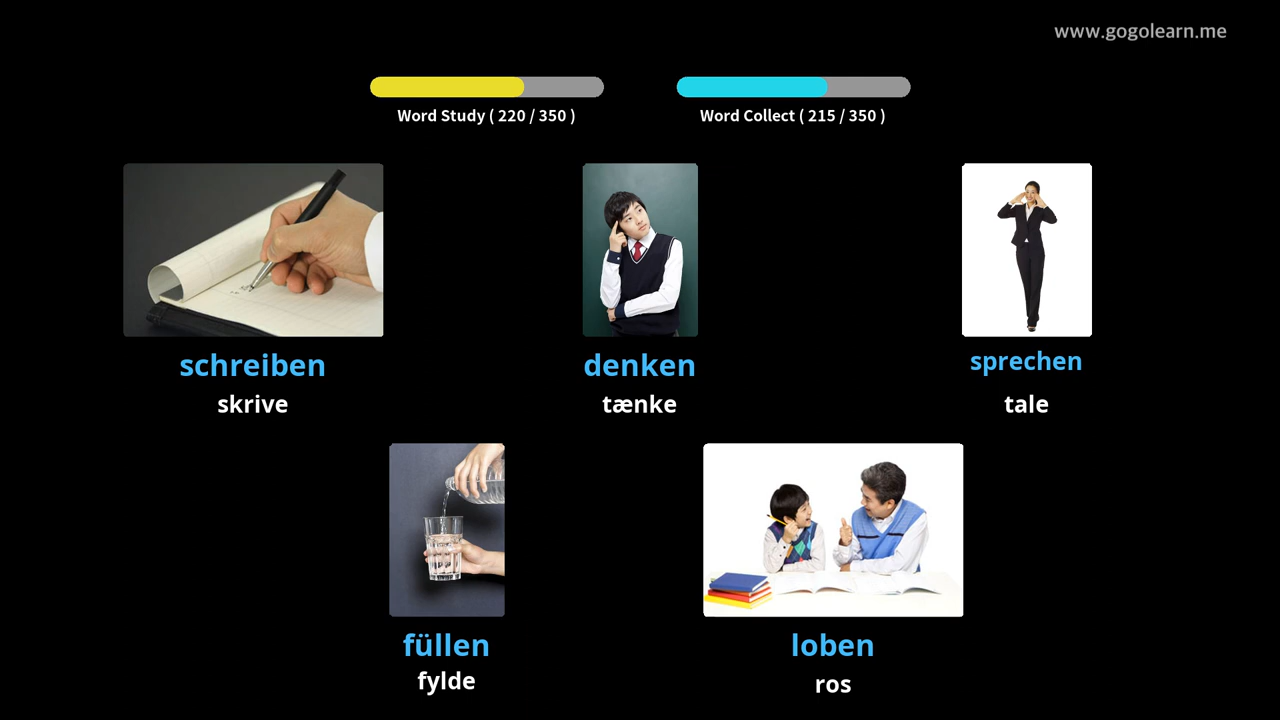 www.gogolearn.me
Word Study ( 220 / 350 )
Word Collect ( 215 / 350 )
schreiben
denken
sprechen
skrive
tænke
tale
füllen
loben
fylde
ros